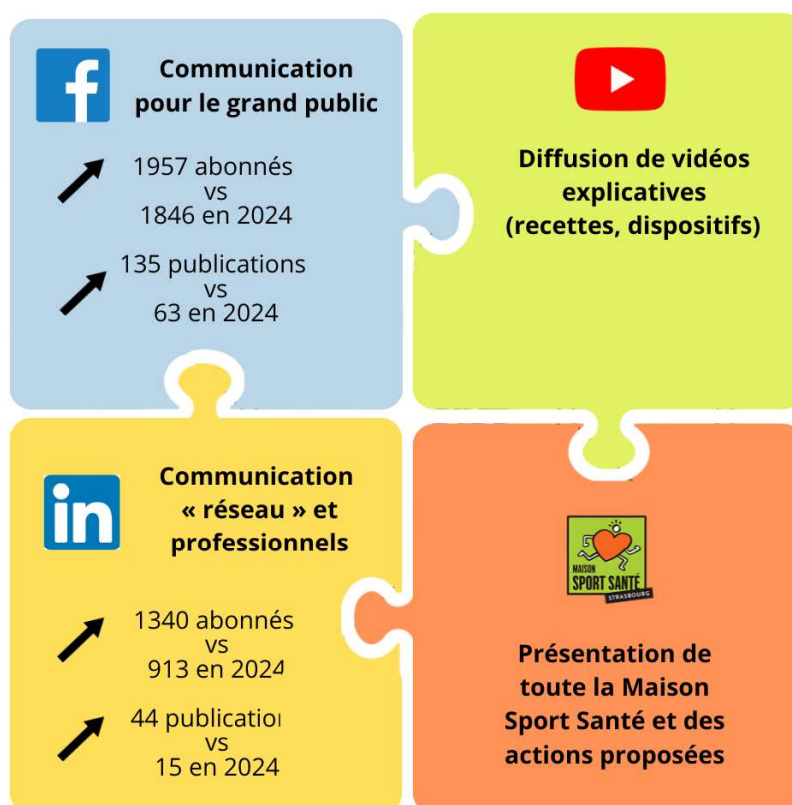 Communication
pour le grand public
1957 abonnés
vs
1846 en 2024
135 publications
vs
63 en 2024
Diffusion de vidéos
explicatives
(recettes, dispositifs)
in
Communication
« réseau » et
professionnels
1340 abonnés
vs
913 en 2024
44 publication
vs
15 en 2024
MAISON
SPORT SANTÉ
STRASBOURG
Présentation de
toute la Maison
Sport Santé et des
actions proposées